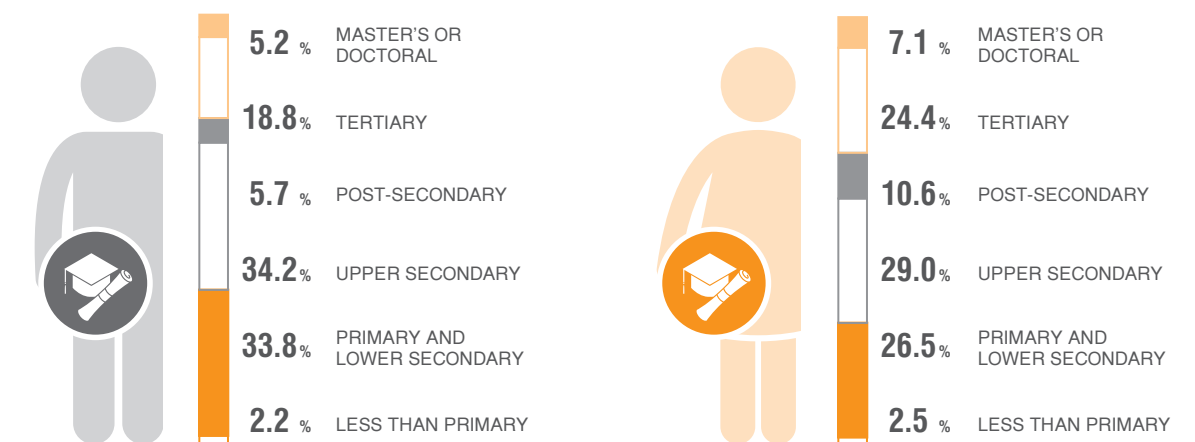 5.2 % MASTER'S OR
DOCTORAL
18.8 % TERTIARY
5.7 % POST-SECONDARY
34.2 % UPPER SECONDARY
33.8 % PRIMARY AND
LOWER SECONDARY
2.2 % LESS THAN PRIMARY
7.1 % MASTER'S OR
DOCTORAL
24.4 % TERTIARY
10.6 % POST-SECONDARY
29.0 % UPPER SECONDARY
26.5 % PRIMARY AND
LOWER SECONDARY
2.5 % LESS THAN PRIMARY